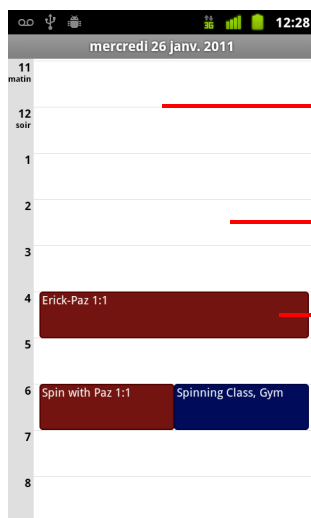 3G 12:28
mercredi 26 janv. 2011
11
matin
12
soir
1
2
3
4 Erick-Paz 1:1
5
6 Spin with Paz 1:1 Spinning Class, Gym
7
8